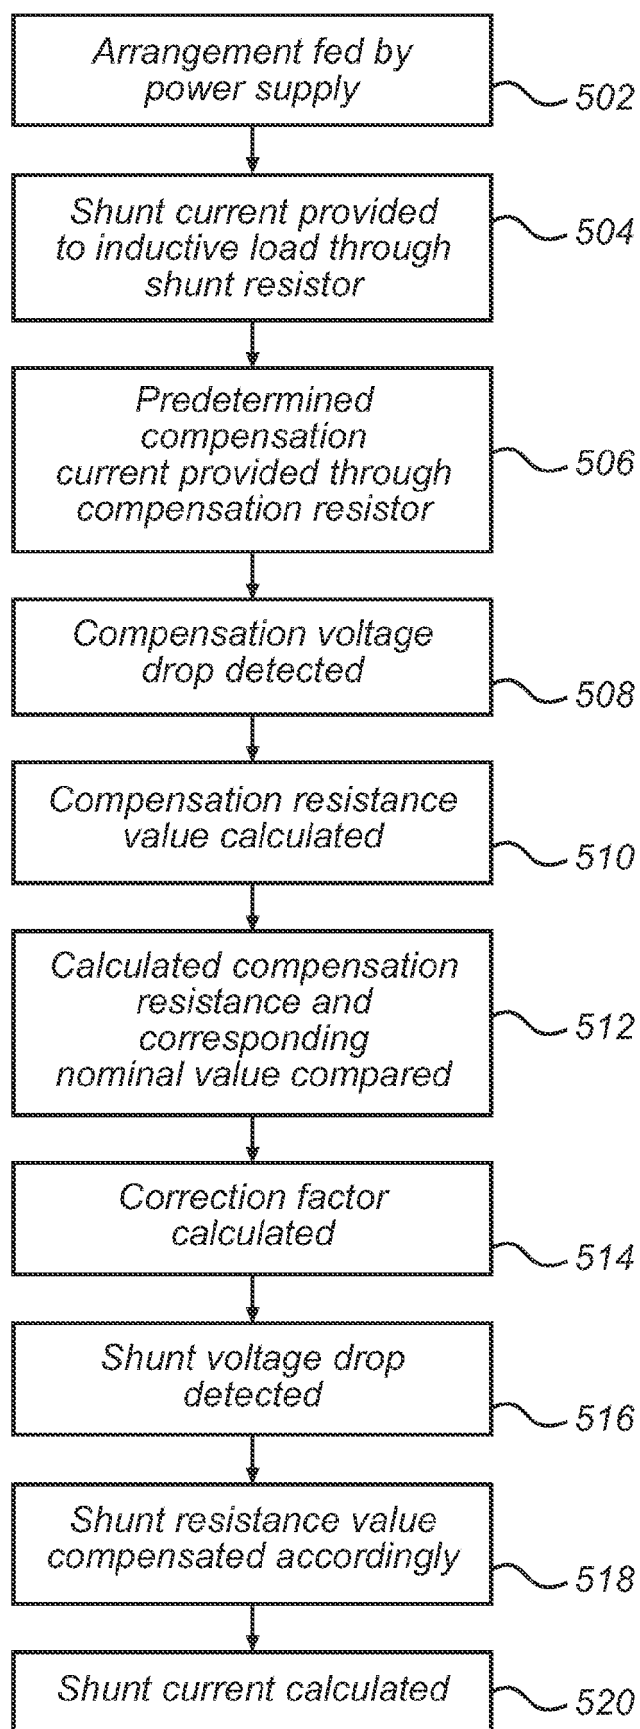 Arrangement fed by
power supply
502
Shunt current provided
to inductive load through
shunt resistor
504
Predetermined
compensation
current provided through
compensation resistor
506
Compensation voltage
drop detected
508
Compensation resistance
value calculated
510
Calculated compensation
resistance and
corresponding
nominal value compared
512
Correction factor
calculated
514
Shunt voltage drop
detected
516
Shunt resistance value
compensated accordingly
518
Shunt current calculated
520